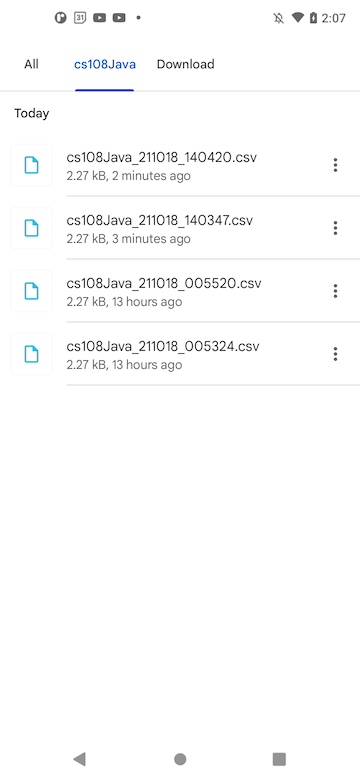 31
2:07
All
cs108Java
Download
Today
cs108Java_211018_140420.csv
2.27 kB, 2 minutes ago
cs108Java_211018_140347.csv
2.27 kB, 3 minutes ago
cs108Java_211018_005520.csv
2.27 kB, 13 hours ago
cs108Java_211018_005324.csv
2.27 kB, 13 hours ago